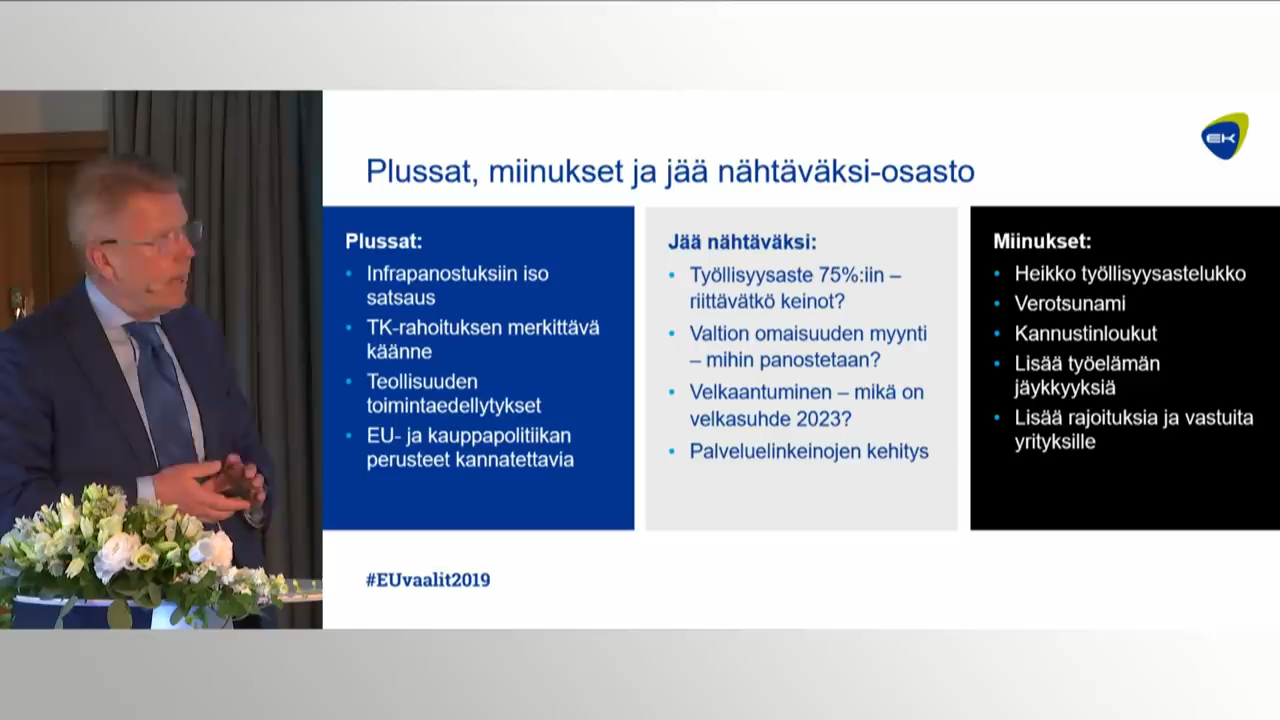 EK
Plussat, miinukset ja jää nähtäväksi-osasto
Plussat:
• Infrapanostuksiin iso
satsaus
• TK-rahoituksen merkittävä
käänne
• Teollisuuden
toimintaedellytykset
• EU- ja kauppapolitiikan
perusteet kannatettavia
Jää nähtäväksi:
• Työllisyysaste 75%:iin –
riittävätkö keinot?
• Valtion omaisuuden myynti
– mihin panostetaan?
• Velkaantuminen – mikä on
velkasuhde 2023?
• Palveluelinkeinojen kehitys
Miinukset:
• Heikko työllisyysastelukko
• Verotsunami
• Kannustinloukut
• Lisää työelämän
jäykkyyksiä
• Lisää rajoituksia ja vastuita
yrityksille
#EUvaalit2019